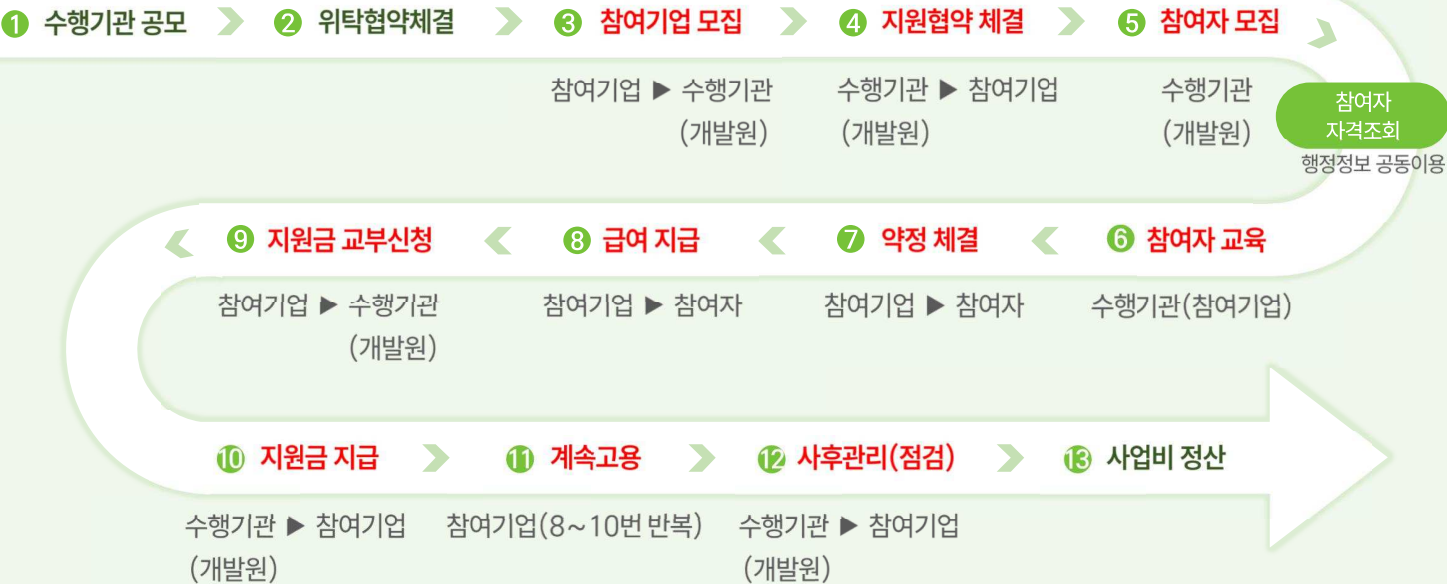 ❶ 수행기관 공모 ❷ 위탁협약체결 ❸ 참여기업 모집 ❹ 지원협약 체결 ❺ 참여자 모집
참여기업 ▶ 수행기관
(개발원)
수행기관 ▶ 참여기업
(개발원)
수행기관
(개발원)
참여자
자격조회
행정정보 공동이용
❾ 지원금 교부신청 ❽ 급여 지급 ❼ 약정 체결 ❻ 참여자 교육
참여기업 ▶ 수행기관
(개발원)
참여기업 ▶ 참여자
참여기업 ▶ 참여자
수행기관(참여기업)
❿ 지원금 지급 ⓫ 계속고용 ⓬ 사후관리(점검) ⓭ 사업비 정산
수행기관 ▶ 참여기업
(개발원)
참여기업(8~10번 반복)
수행기관 ▶ 참여기업
(개발원)